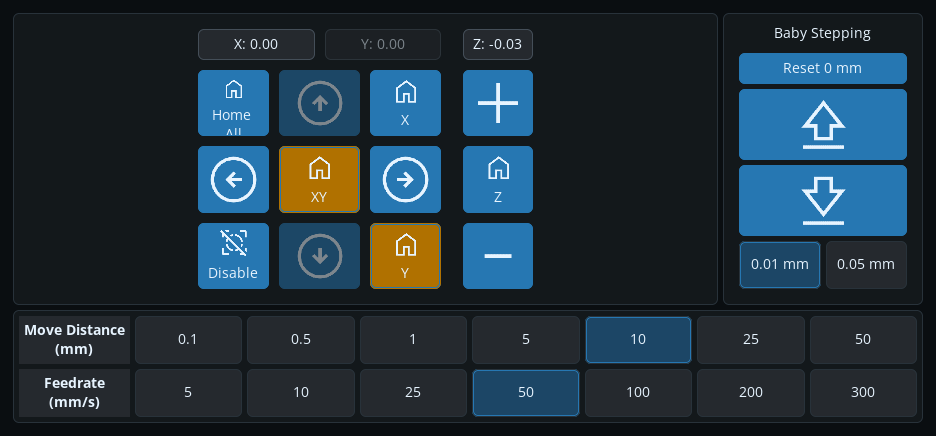 X: 0.00
Y: 0.00
Z: -0.03
Home
All
X
XY
Z
Disable
Y
Baby Stepping
Reset 0 mm
0.01 mm
0.05 mm
Move Distance
(mm)
0.1
0.5
1
5
10
25
50
Feedrate
(mm/s)
5
10
25
50
100
200
300